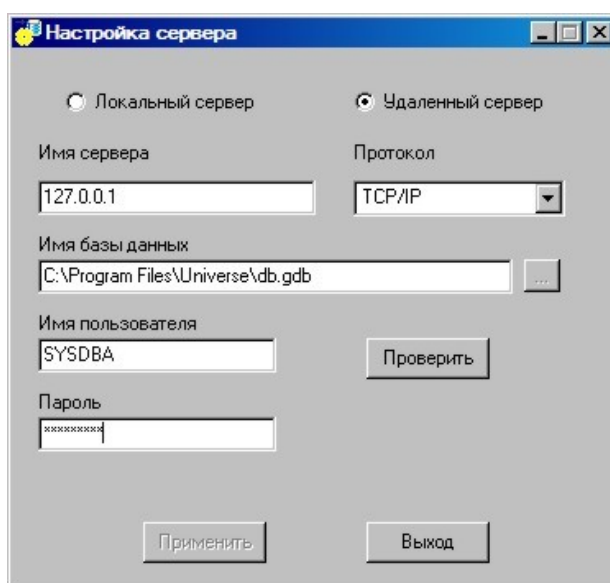 Настройка сервера
Локальный сервер
Удаленный сервер
Имя сервера
Протокол
127.0.0.1
TCP/IP
Имя базы данных
C:\Program Files\Universe\db.gdb
...
Имя пользователя
SYSDBA
Проверить
Пароль
*********
Применить
Выход